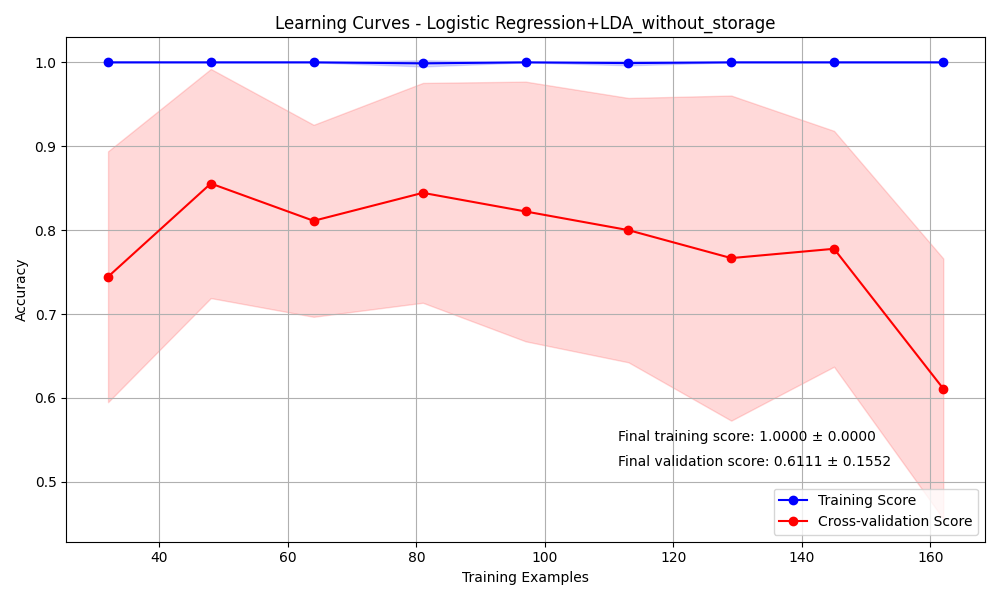 Learning Curves - Logistic Regression+LDA_without_storage
Accuracy
1.0
0.9
0.8
0.7
0.6
0.5
Final training score: 1.0000 ± 0.0000
Final validation score: 0.6111 ± 0.1552
Training Score
Cross-validation Score
40 60 80 100 120 140 160
Training Examples